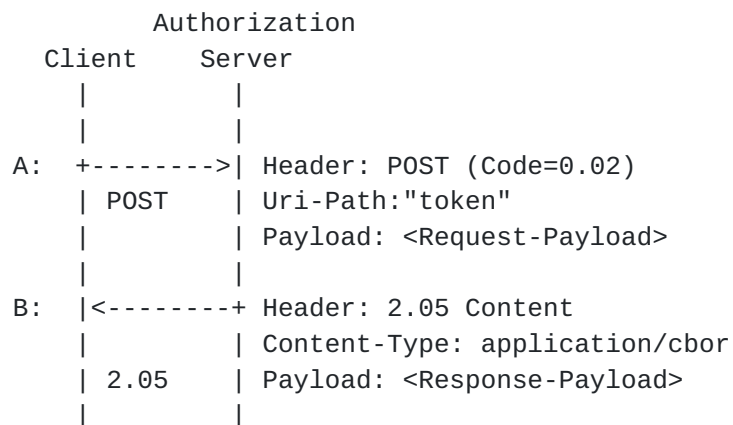 Authorization
Client    Server
|         |
|         |
A:  +-------->| Header: POST (Code=0.02)
| POST    | Uri-Path:"token"
|         | Payload: <Request-Payload>
|         |
B:  |<--------+ Header: 2.05 Content
|         | Content-Type: application/cbor
| 2.05    | Payload: <Response-Payload>
|         |